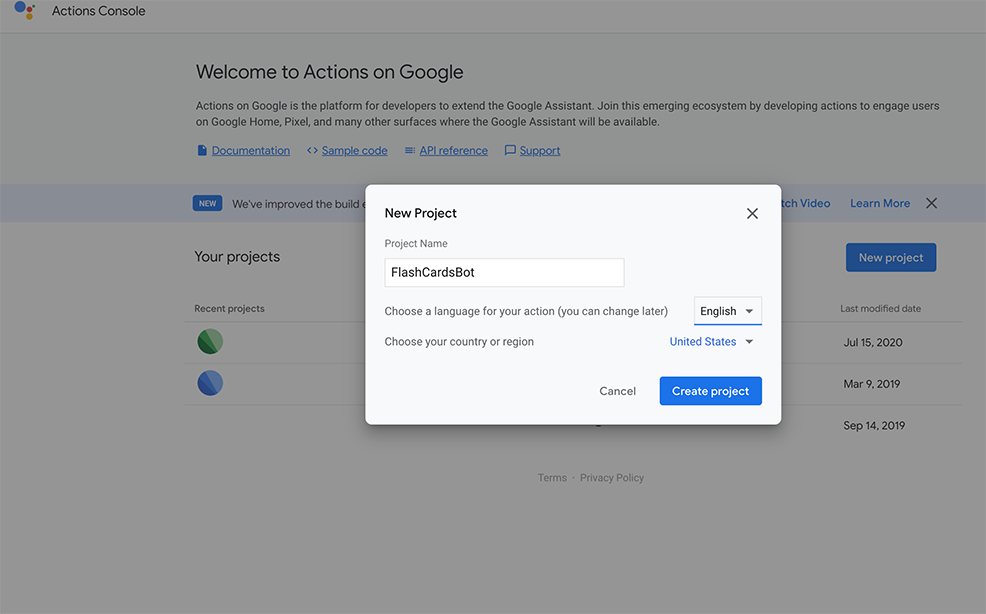 Actions Console
Welcome to Actions on Google
Actions on Google is the platform for developers to extend the Google Assistant. Join this emerging ecosystem by developing actions to engage users
on Google Home, Pixel, and many other surfaces where the Google Assistant will be available.
Documentation Sample code API reference Support
NEW We've improved the build Video Learn More
New Project
Project Name
FlashCardsBot
Choose a language for your action (you can change later) English
Choose your country or region United States
Cancel Create project
Your projects New project
Recent projects Last modified date
Jul 15, 2020
Mar 9, 2019
Sep 14, 2019
Terms · Privacy Policy